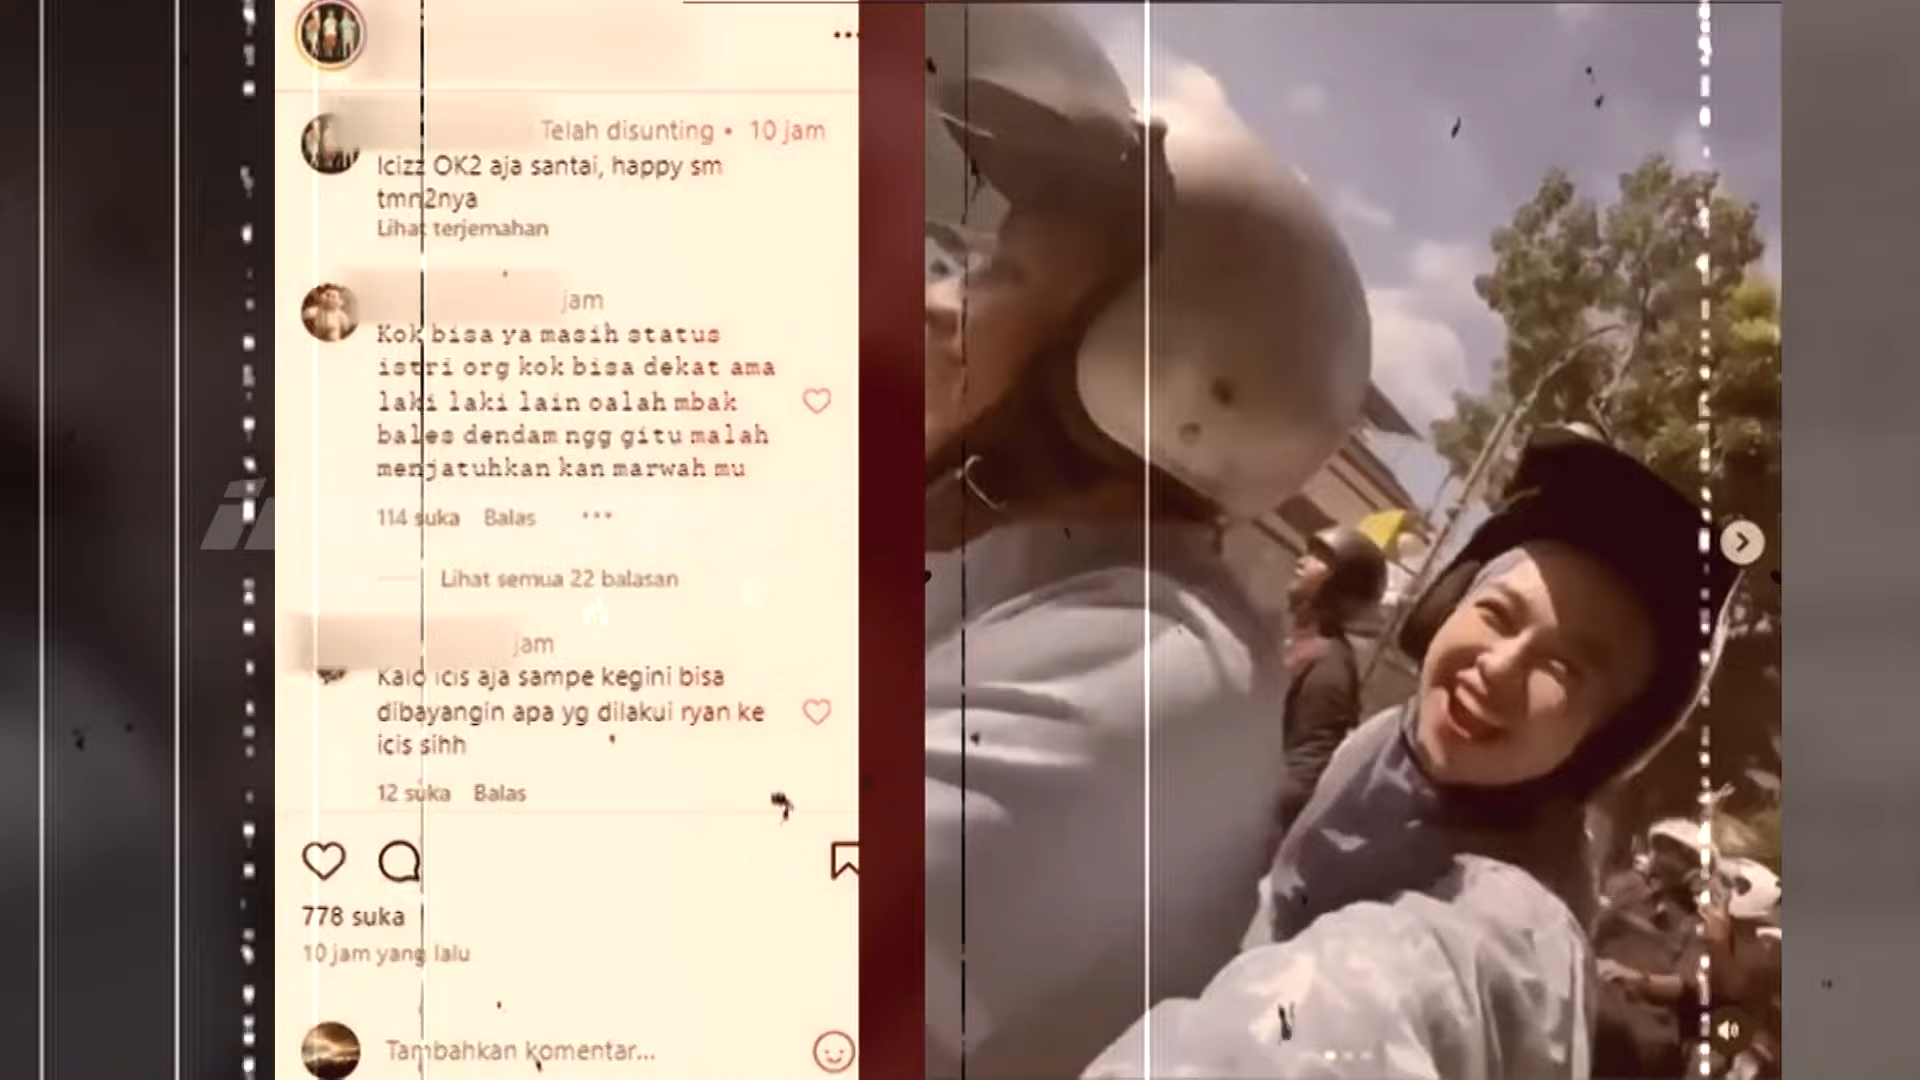 Telah disunting • 10 jam
Icizz OK2 aja santai, happy sm
tmn2nya
Lihat terjemahan
jam
Kok bisa ya masih status
istri org kok bisa dekat ama
laki laki lain oalah mbak
bales dendam ngg gitu malah
menjatuhkan kan marwah mu
114 suka Balas
Lihat semua 22 balasan
jam
Kalo icis aja sampe kegini bisa
dibayangin apa yg dilakui ryan ke
icis sihh
12 suka Balas
778 suka
10 jam yang lalu
Tambahkan komentar...